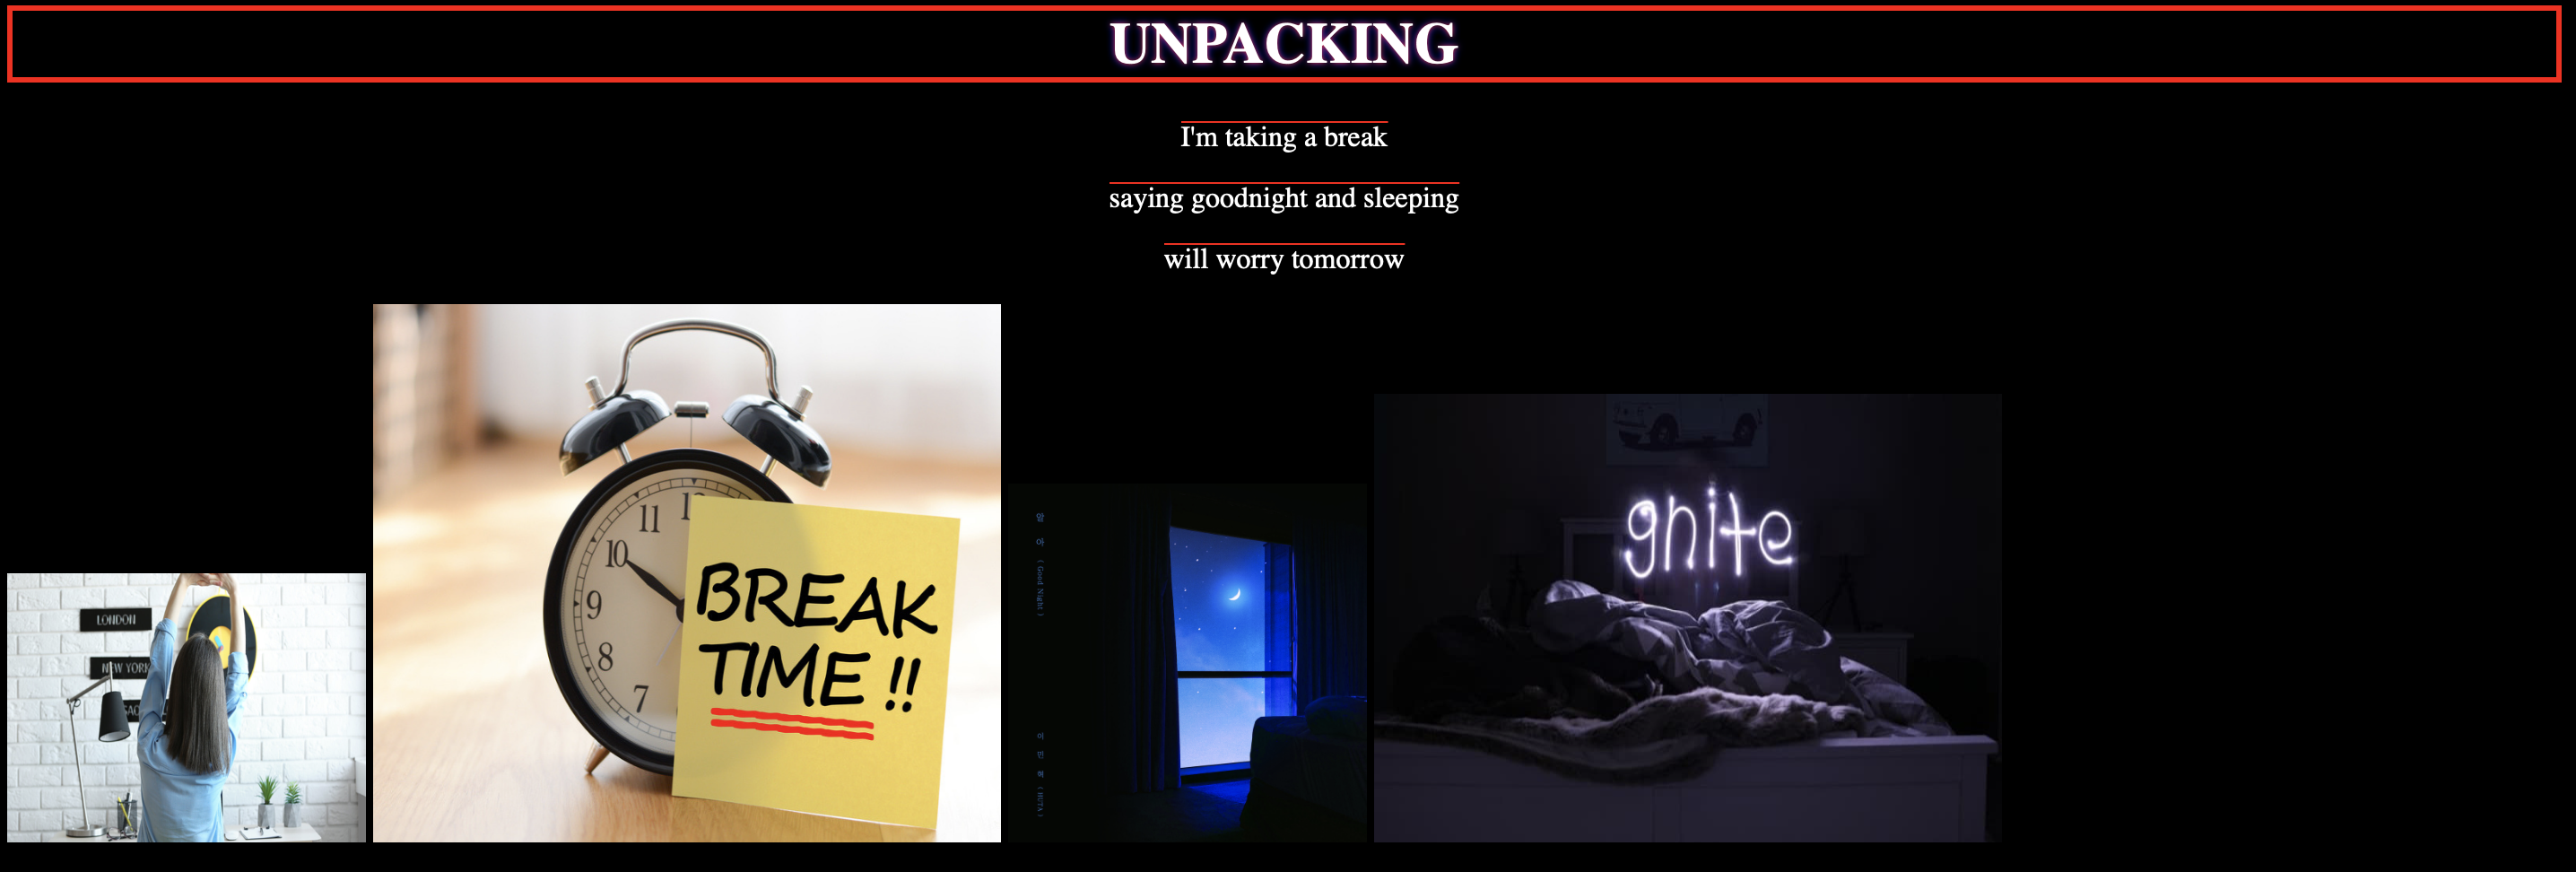 UNPACKING
I'm taking a break
saying goodnight and sleeping
will worry tomorrow
LONDON
NEW YORK
11
10
9
8
7
BREAK
TIME !!
( Good Night )
( HUTA )
gnite